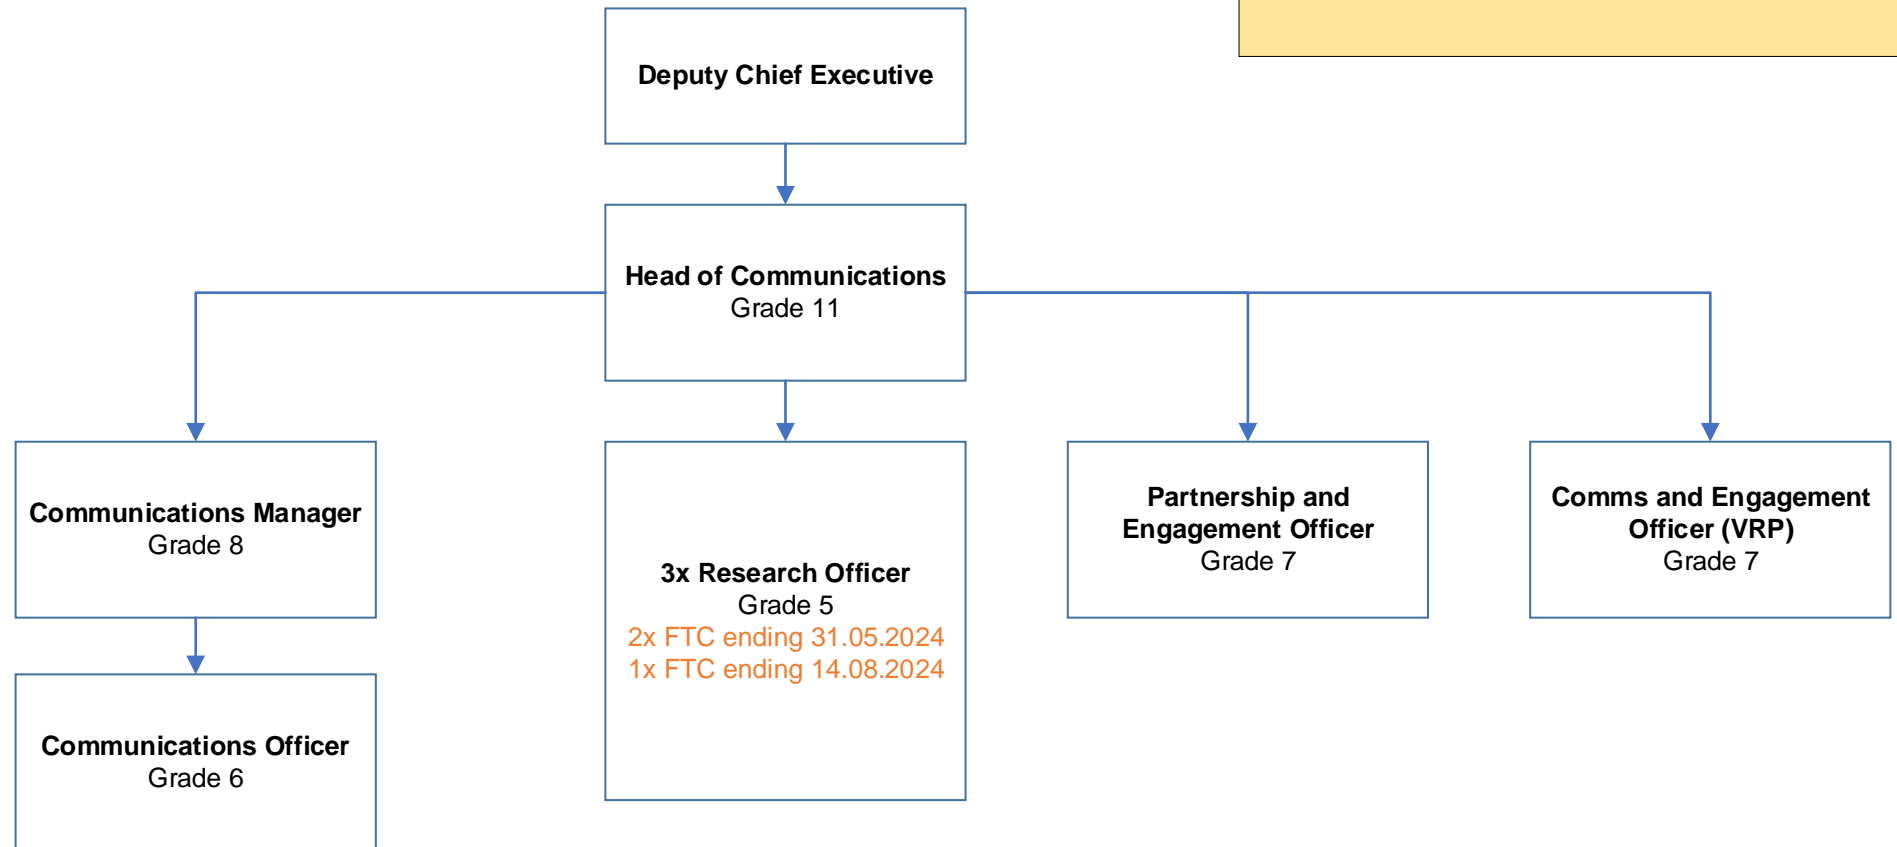 Deputy Chief Executive
Head of Communications
Grade 11
Communications Manager
Grade 8
3x Research Officer
Grade 5
2x FTC ending 31.05.2024
1x FTC ending 14.08.2024
Partnership and
Engagement Officer
Grade 7
Comms and Engagement
Officer (VRP)
Grade 7
Communications Officer
Grade 6